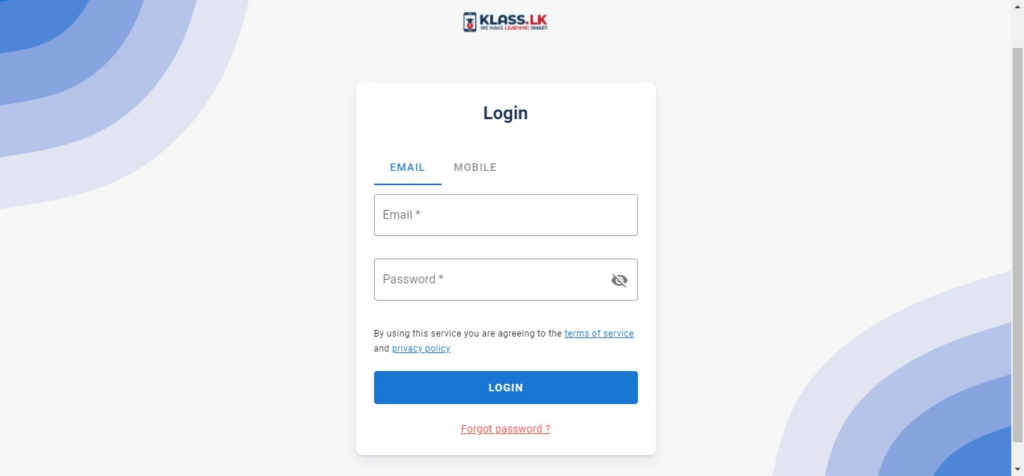 KLASS.LK
WE MAKE LEARNING SMART
Login
EMAIL MOBILE
Email *
Password *
By using this service you are agreeing to the terms of service
and privacy policy
LOGIN
Forgot password ?